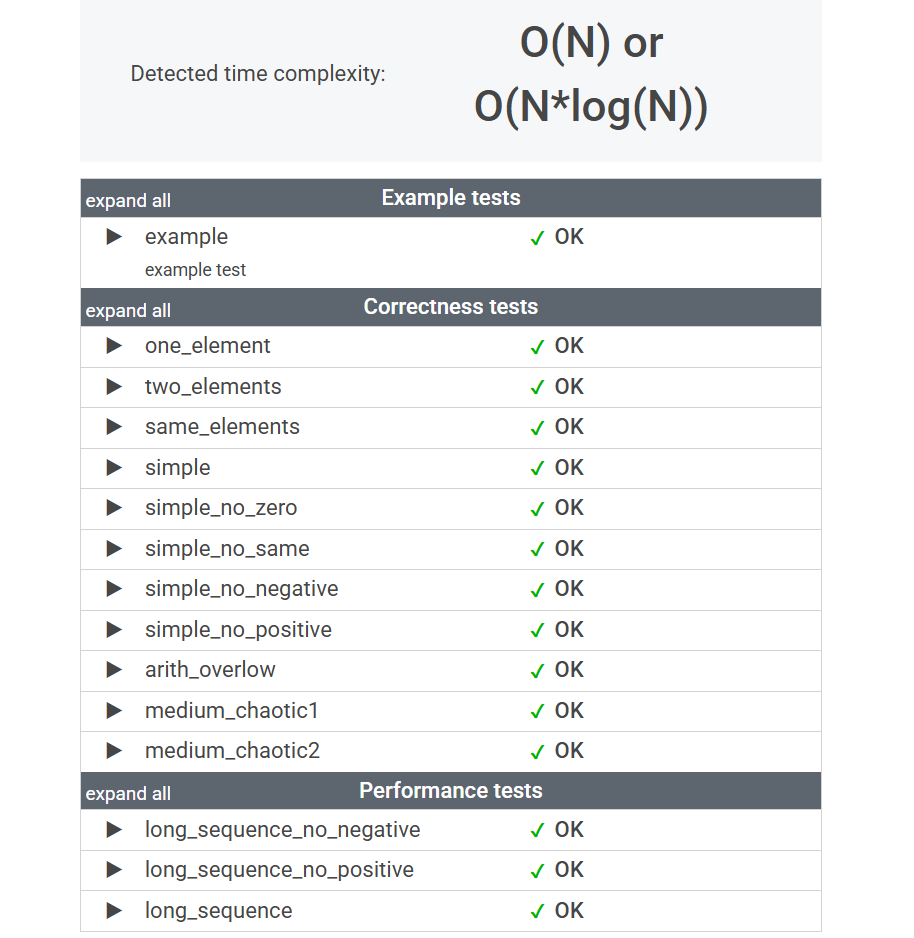 Detected time complexity:
O(N) or
O(N*log(N))
expand all Example tests
▶ example ✓ OK
example test
expand all Correctness tests
▶ one_element ✓ OK
▶ two_elements ✓ OK
▶ same_elements ✓ OK
▶ simple ✓ OK
▶ simple_no_zero ✓ OK
▶ simple_no_same ✓ OK
▶ simple_no_negative ✓ OK
▶ simple_no_positive ✓ OK
▶ arith_overlow ✓ OK
▶ medium_chaotic1 ✓ OK
▶ medium_chaotic2 ✓ OK
expand all Performance tests
▶ long_sequence_no_negative ✓ OK
▶ long_sequence_no_positive ✓ OK
▶ long_sequence ✓ OK